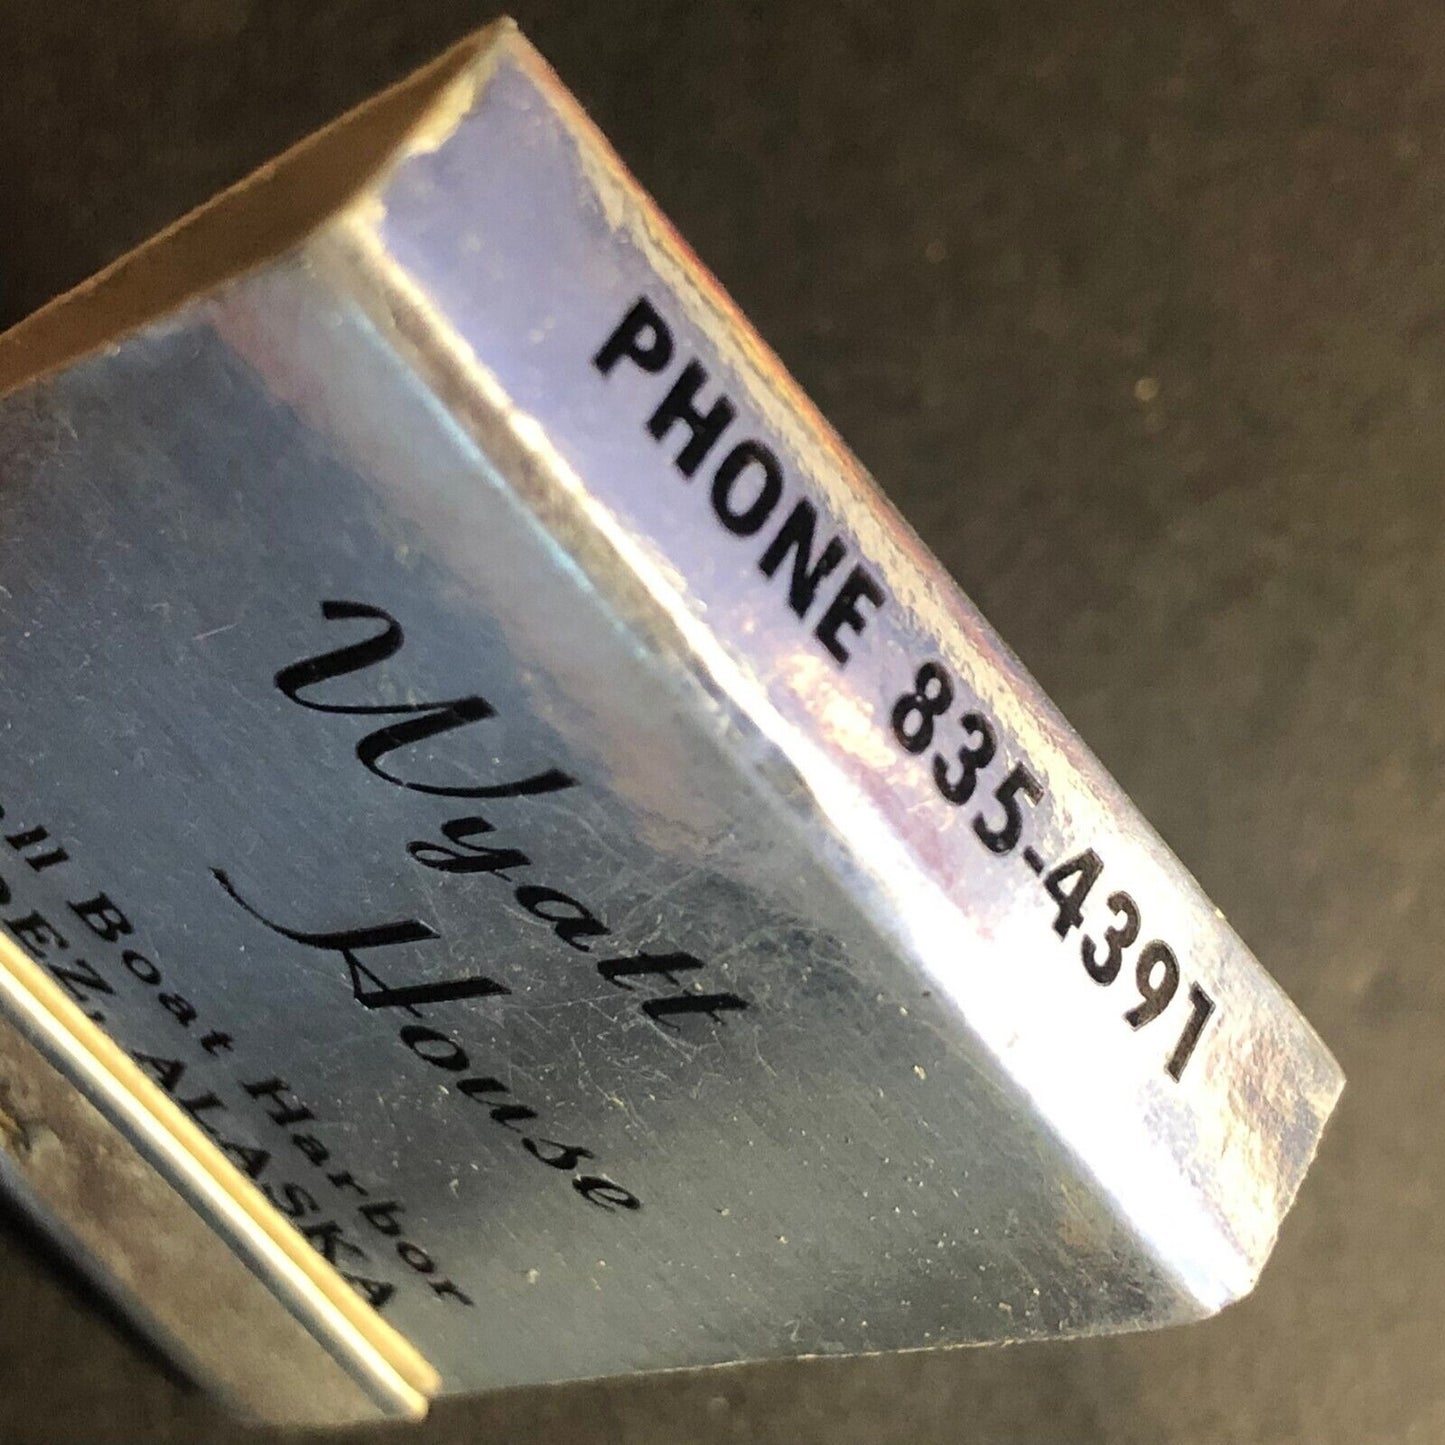 PHONE 835-4391
Wyatt
House
Boat Harbor
ALASKA